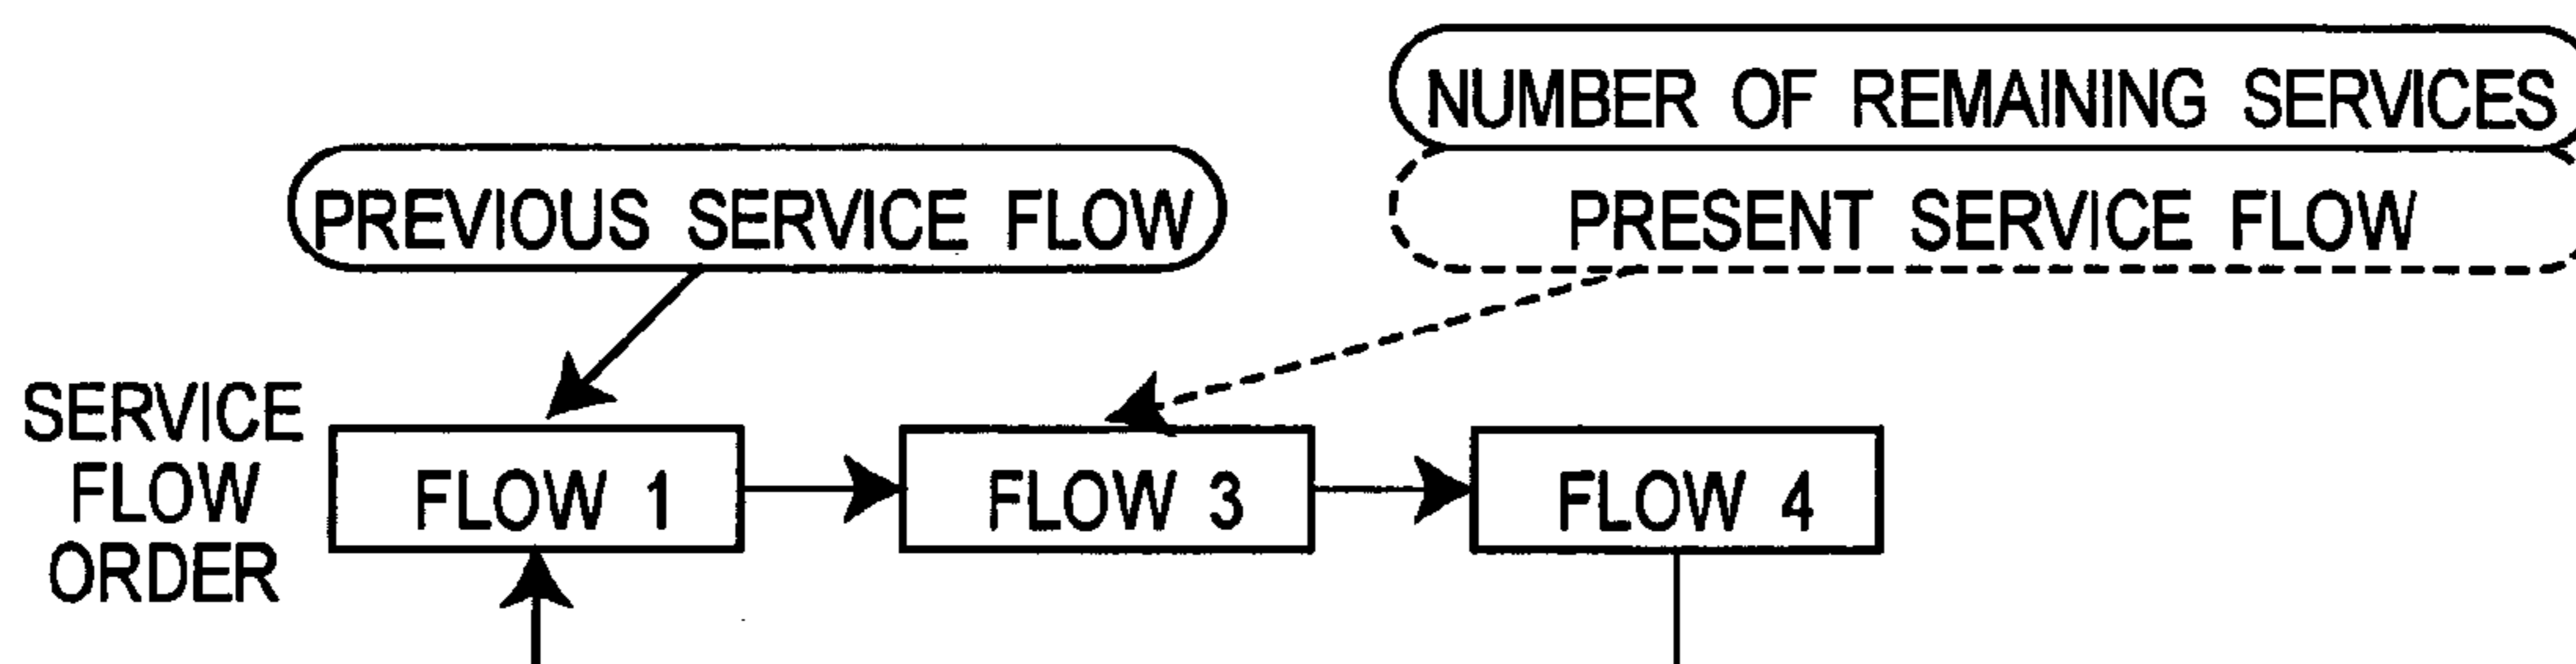 NUMBER OF REMAINING SERVICES
PREVIOUS SERVICE FLOW
PRESENT SERVICE FLOW
SERVICE
FLOW
ORDER
FLOW 1
FLOW 3
FLOW 4